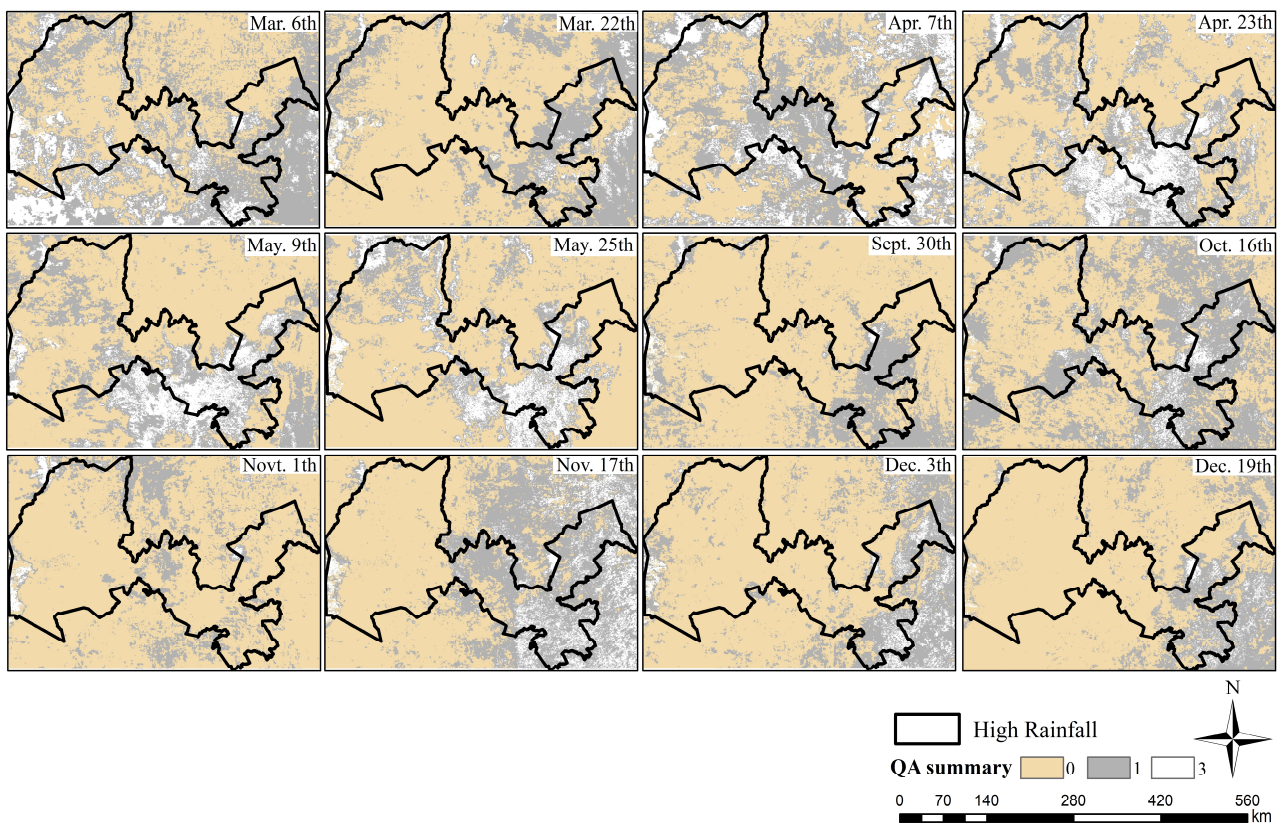 Mar. 6th
Mar. 22th
Apr. 7th
Apr. 23th
May. 9th
May. 25th
Sept. 30th
Oct. 16th
Novt. 1th
Nov. 17th
Dec. 3th
Dec. 19th
N
High Rainfall
QA summary 0 1 3
0 70 140 280 420 560
km